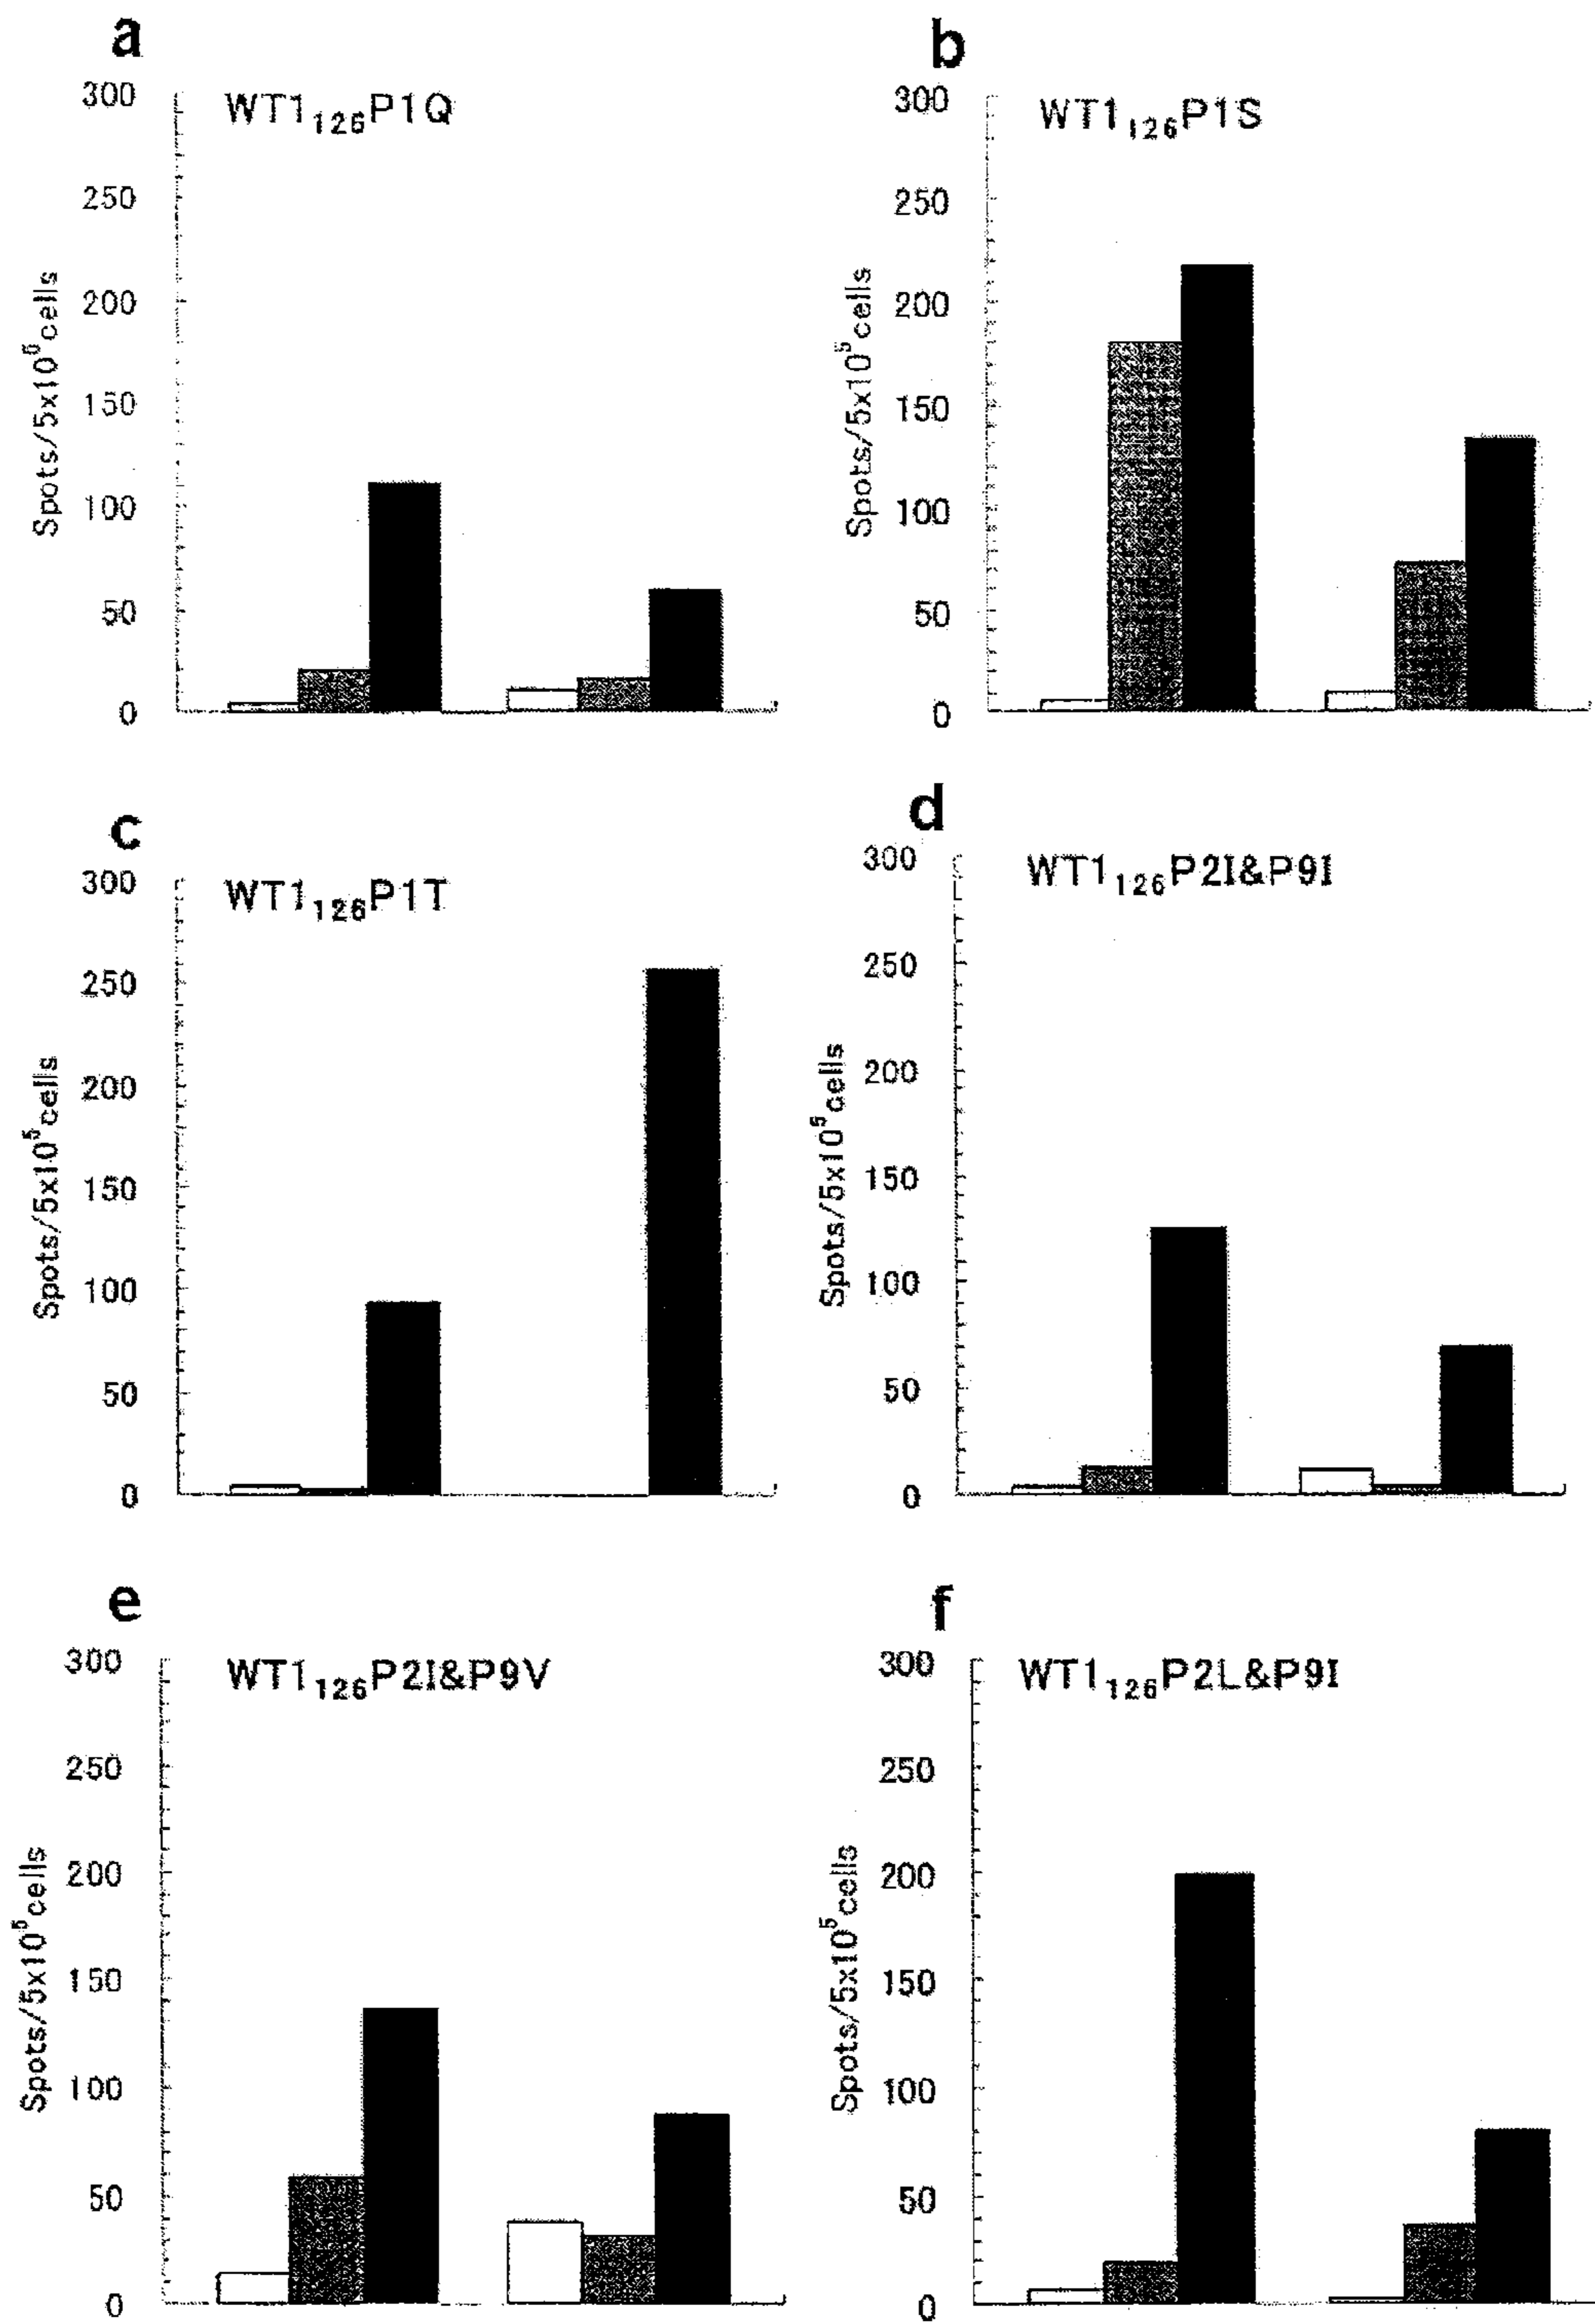 a
WT1₁₂₆P1Q
300
250
200
150
100
50
0
Spots/5x10⁵cells
b
WT1₁₂₆P1S
300
250
200
150
100
50
0
Spots/5x10⁵cells
c
WT1₁₂₆P1T
300
250
200
150
100
50
0
Spots/5x10⁵cells
d
WT1₁₂₆P2I&P9I
300
250
200
150
100
50
0
Spots/5x10⁵cells
e
WT1₁₂₆P2I&P9V
300
250
200
150
100
50
0
Spots/5x10⁵cells
f
WT1₁₂₆P2L&P9I
300
250
200
150
100
50
0
Spots/5x10⁵cells